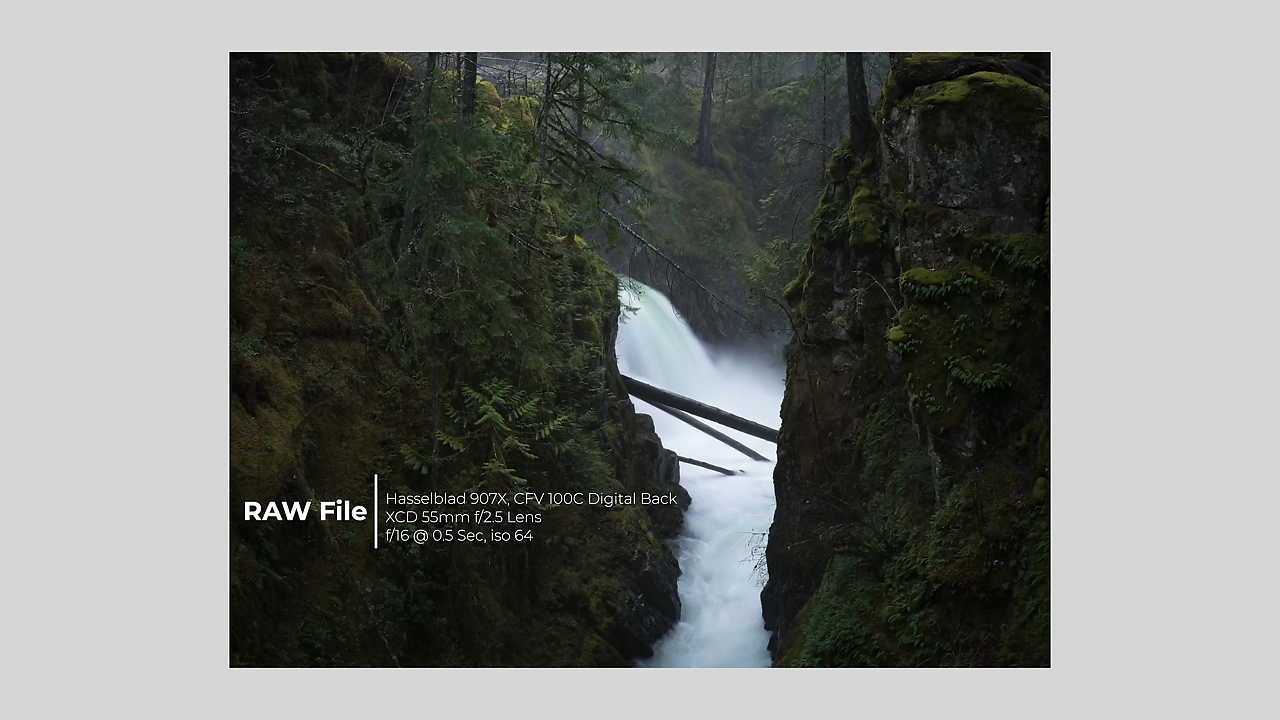 RAW File
Hasselblad 907X, CFV 100C Digital Back
XCD 55mm f/2.5 Lens
f/16 @ 0.5 Sec, iso 64